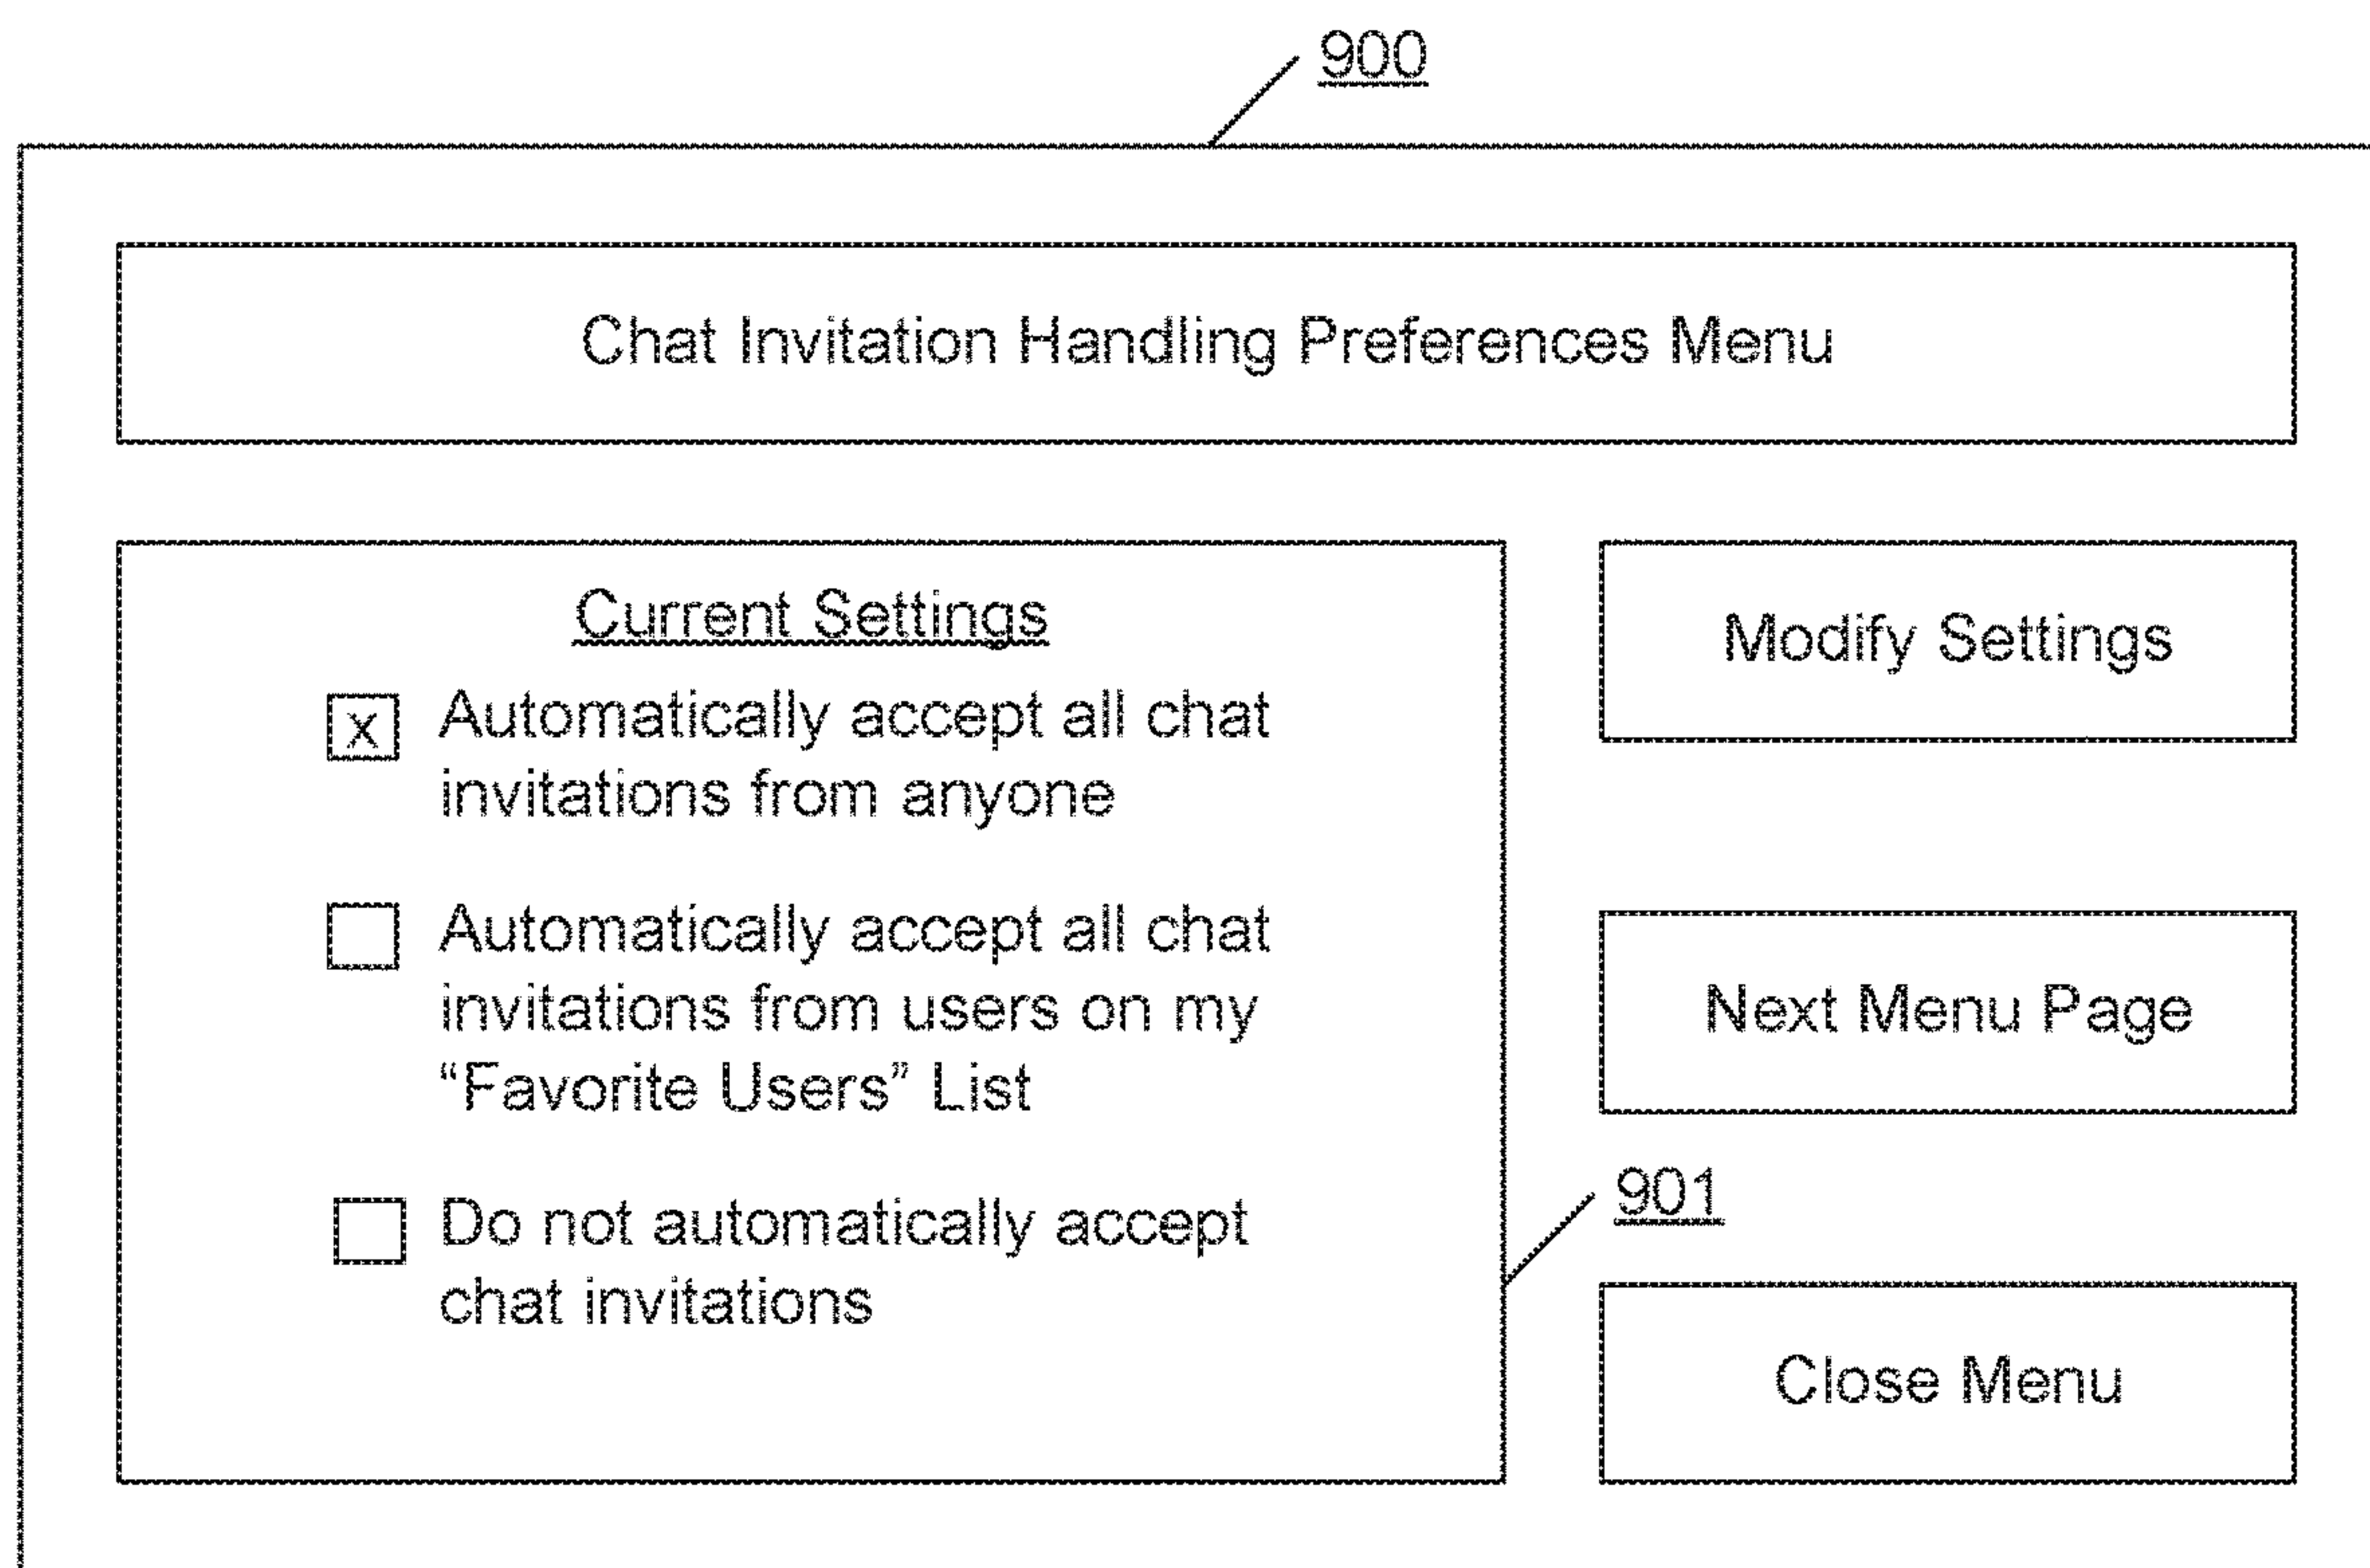 900
Chat Invitation Handling Preferences Menu
Current Settings
x Automatically accept all chat
invitations from anyone
Automatically accept all chat
invitations from users on my
“Favorite Users” List
Do not automatically accept
chat invitations
Modify Settings
Next Menu Page
901
Close Menu